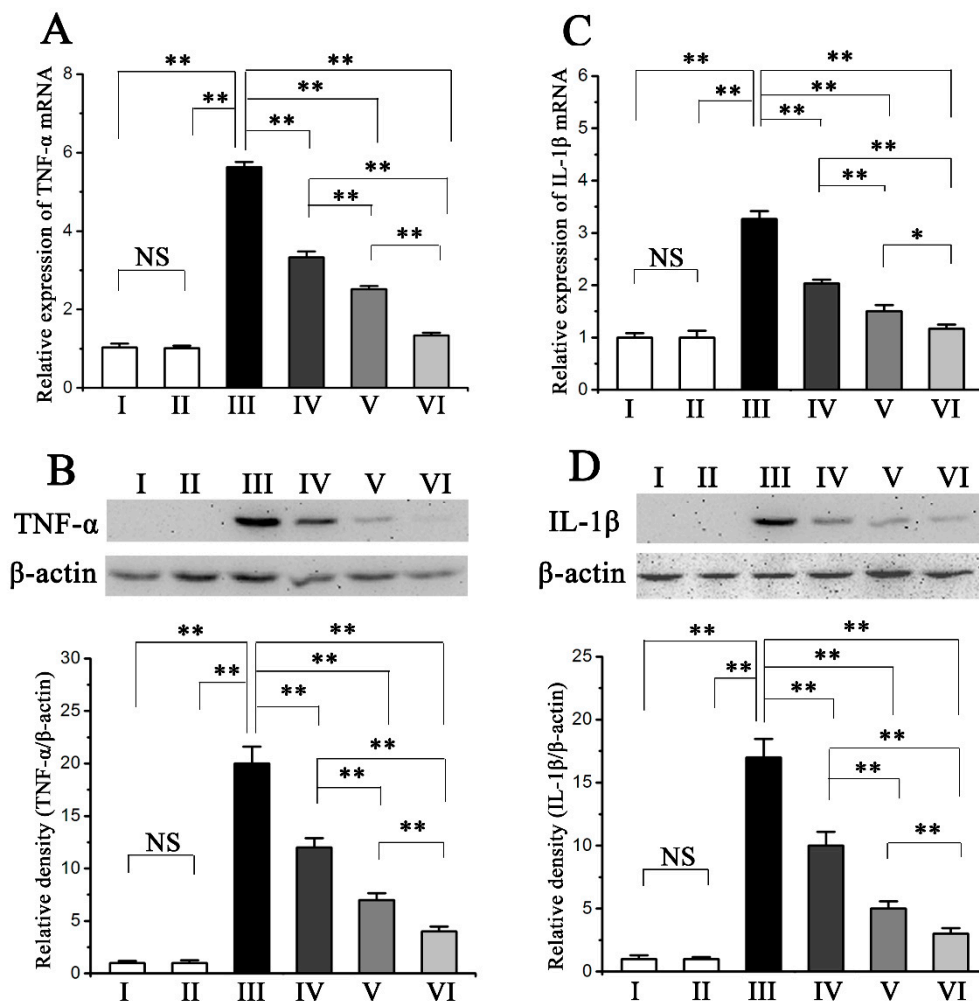 A
Relative expression of TNF-α mRNA
8
6
4
2
0
** **
** **
**
**
**
**
NS
I II III IV V VI
C
Relative expression of IL-1β mRNA
6
5
4
3
2
1
0
** **
** **
**
**
**
*
NS
I II III IV V VI
B
I II III IV V VI
TNF-α
β-actin
Relative density (TNF-α/β-actin)
30
25
20
15
10
5
0
** **
** **
**
**
**
**
NS
I II III IV V VI
D
I II III IV V VI
IL-1β
β-actin
Relative density (IL-1β/β-actin)
25
20
15
10
5
0
** **
** **
**
**
**
**
NS
I II III IV V VI